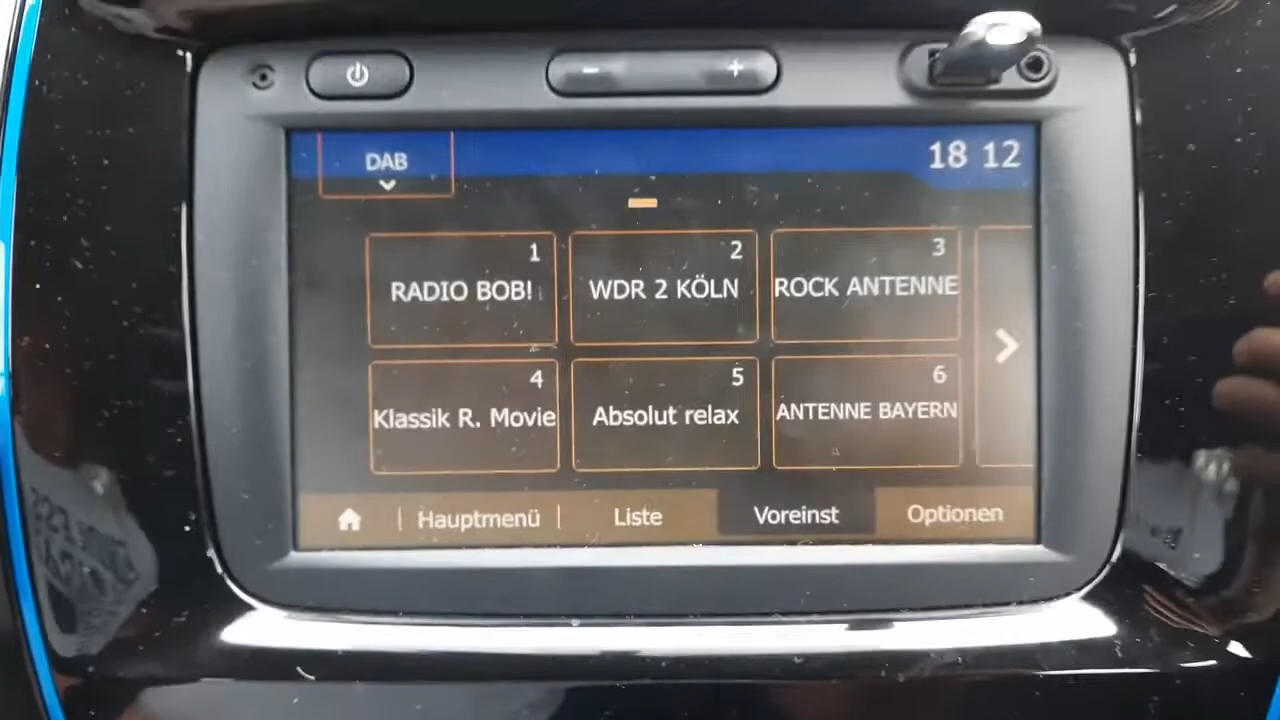 DAB
18 12
1
RADIO BOB!
2
WDR 2 KÖLN
3
ROCK ANTENNE
4
Klassik R. Movie
5
Absolut relax
6
ANTENNE BAYERN
Hauptmenü
Liste
Voreinst
Optionen